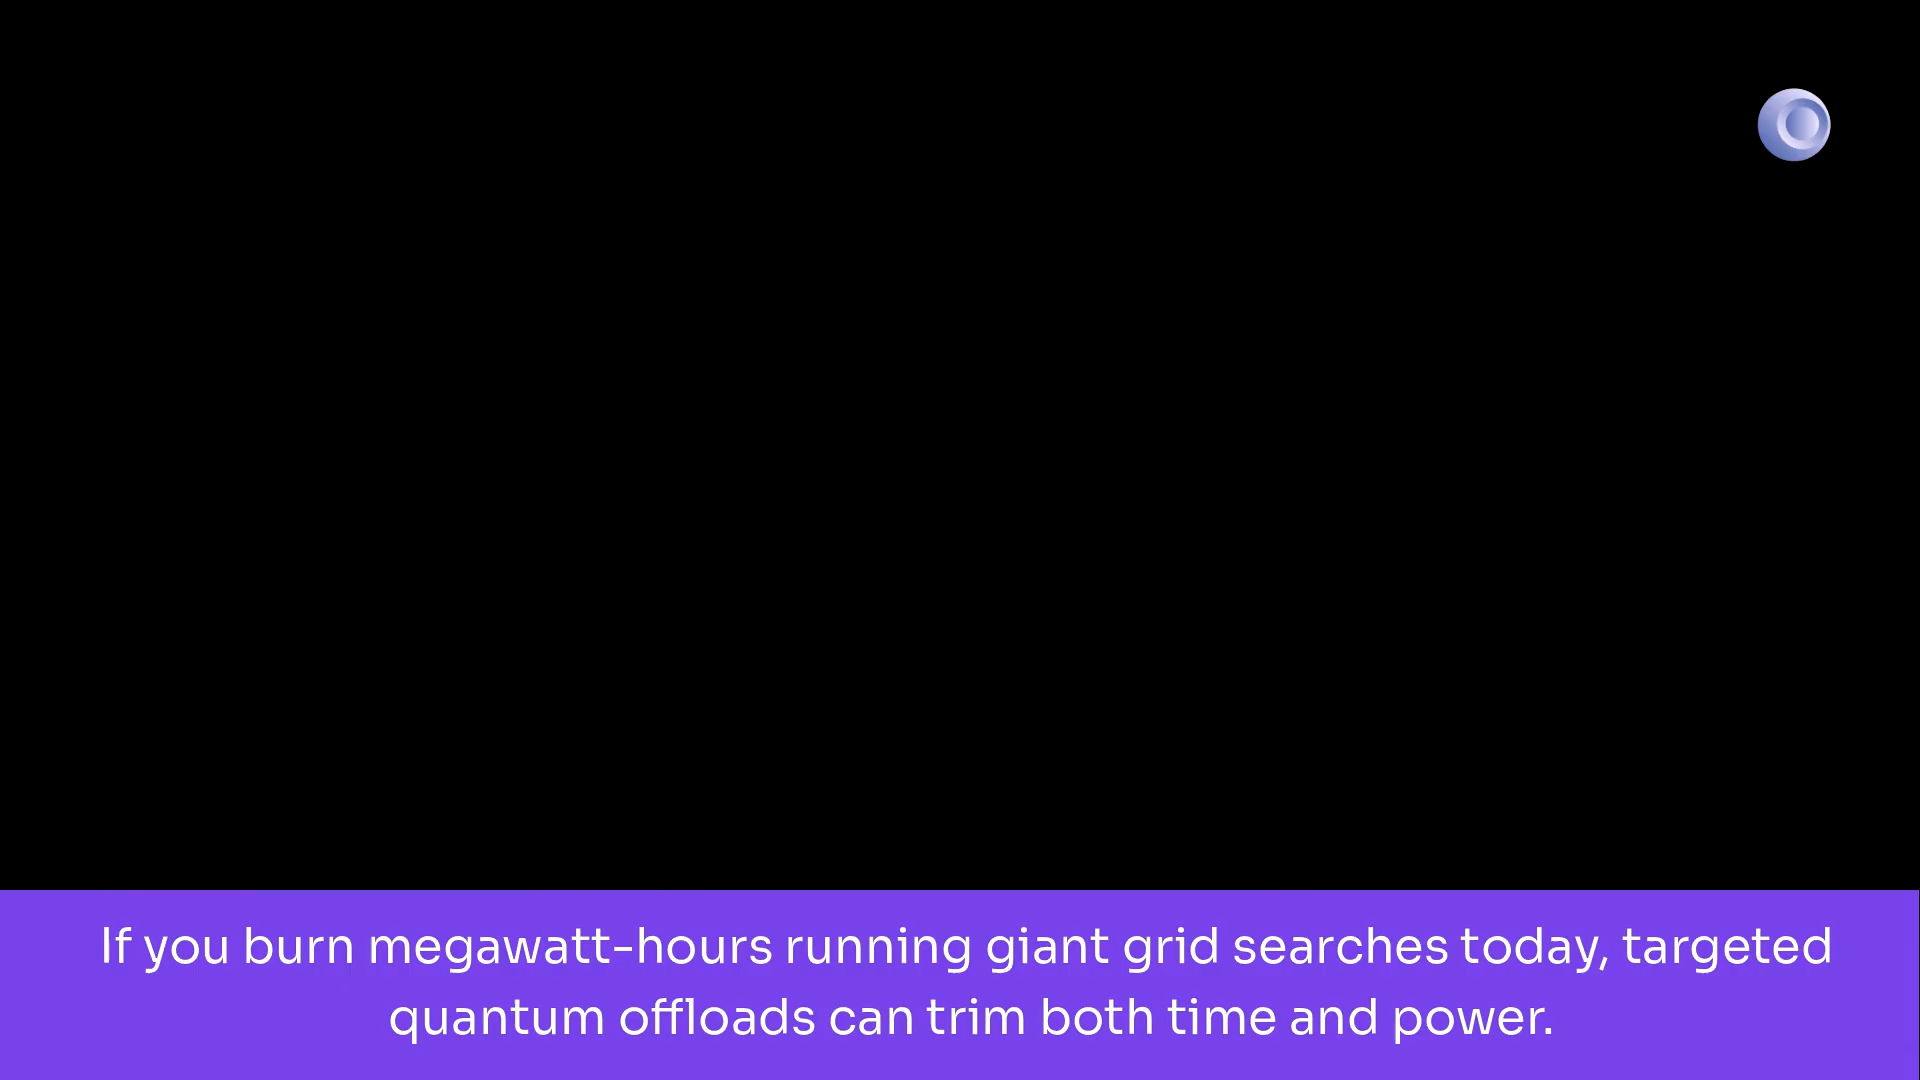 If you burn megawatt-hours running giant grid searches today, targeted
quantum offloads can trim both time and power.